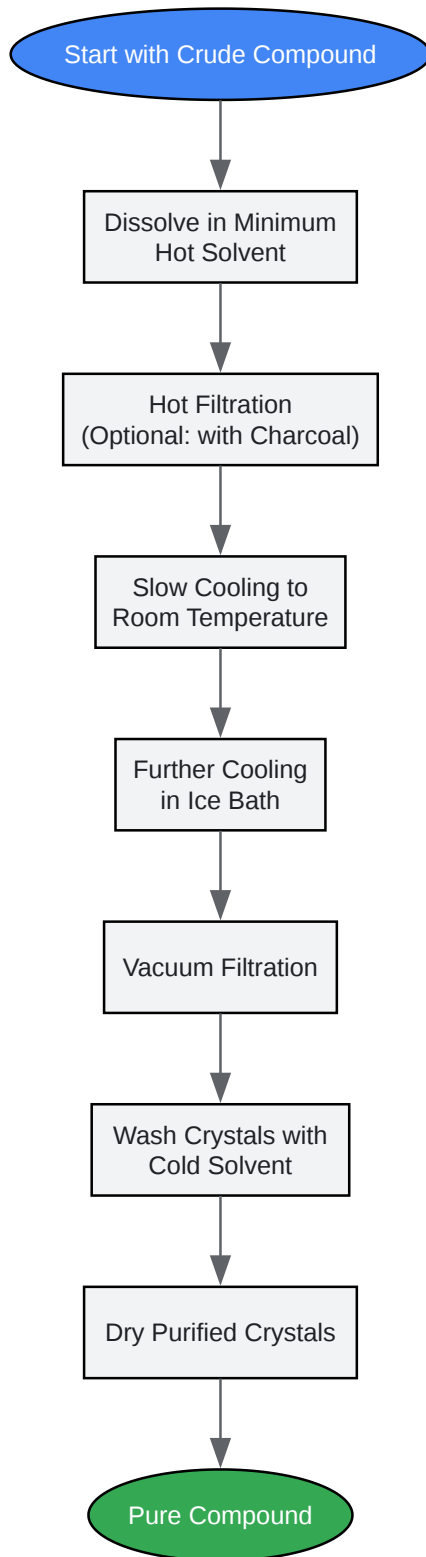 Start with Crude Compound
Dissolve in Minimum
Hot Solvent
Hot Filtration
(Optional: with Charcoal)
Slow Cooling to
Room Temperature
Further Cooling
in Ice Bath
Vacuum Filtration
Wash Crystals with
Cold Solvent
Dry Purified Crystals
Pure Compound